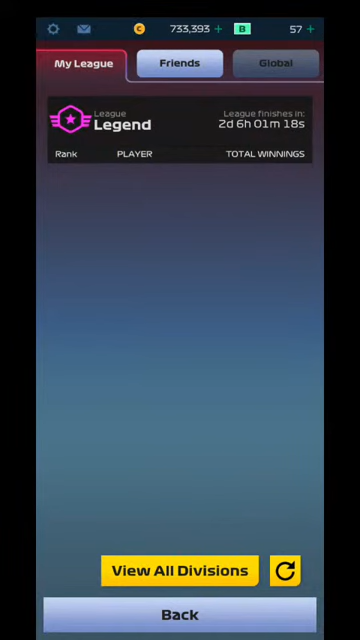 733,393 + B 57 +
My League Friends Global
League
Legend
League finishes in:
2d 6h 01m 18s
Rank PLAYER TOTAL WINNINGS
View All Divisions
Back